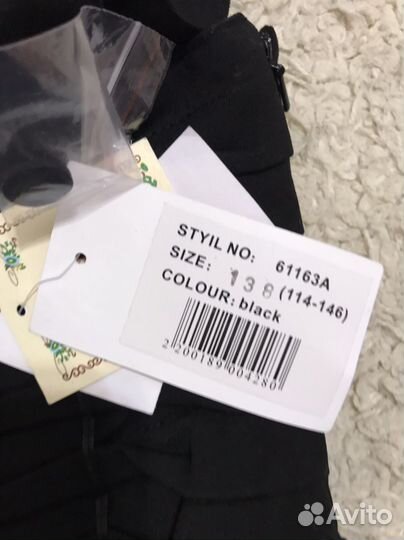 STYIL NO: 61163A
SIZE: 138 (114-146)
COLOUR: black
2200189004280
Avito